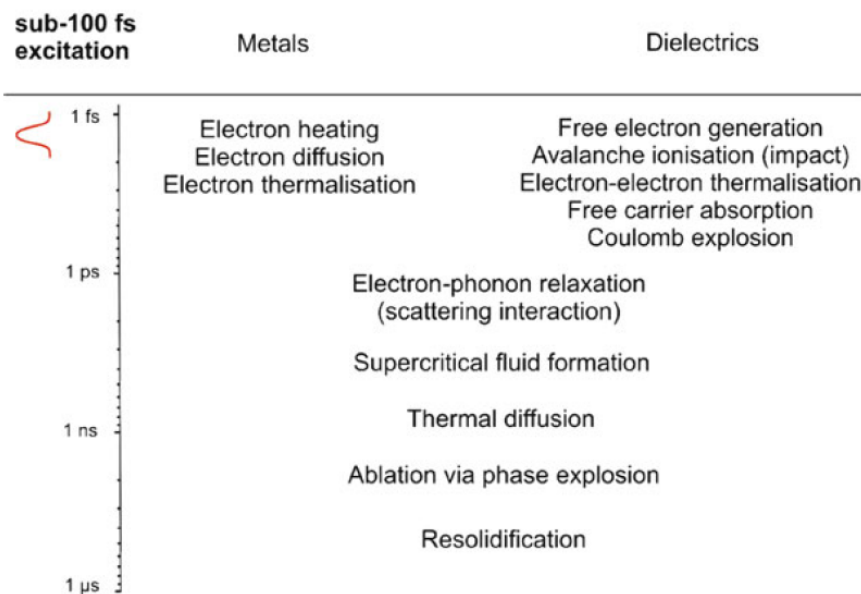 sub-100 fs
excitation
Metals
Dielectrics
1 fs
Electron heating
Electron diffusion
Electron thermalisation
Free electron generation
Avalanche ionisation (impact)
Electron-electron thermalisation
Free carrier absorption
Coulomb explosion
1 ps
Electron-phonon relaxation
(scattering interaction)
Supercritical fluid formation
Thermal diffusion
1 ns
Ablation via phase explosion
Resolidification
1 µs